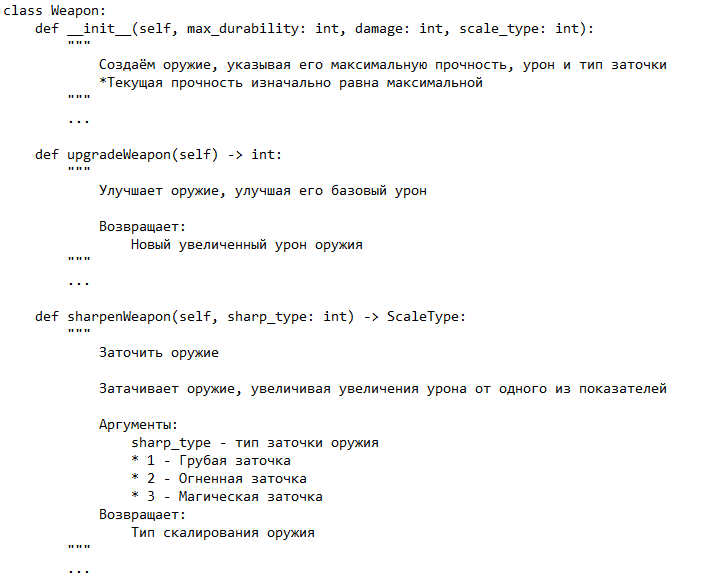 class Weapon:
    def __init__(self, max_durability: int, damage: int, scale_type: int):
        """
            Создаём оружие, указывая его максимальную прочность, урон и тип заточки
            *Текущая прочность изначально равна максимальной
        """
        ...

    def upgradeWeapon(self) -> int:
        """
            Улучшает оружие, улучшая его базовый урон

            Возвращает:
                Новый увеличенный урон оружия
        """
        ...

    def sharpenWeapon(self, sharp_type: int) -> ScaleType:
        """
            Заточить оружие

            Затачивает оружие, увеличивая увеличения урона от одного из показателей

            Аргументы:
                sharp_type - тип заточки оружия
                * 1 - Грубая заточка
                * 2 - Огненная заточка
                * 3 - Магическая заточка
            Возвращает:
                Тип скалирования оружия
        """
        ...